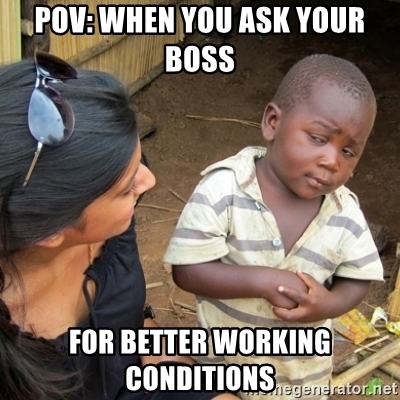 POV: WHEN YOU ASK YOUR
BOSS
FOR BETTER WORKING
CONDITIONS
memegenerator.net